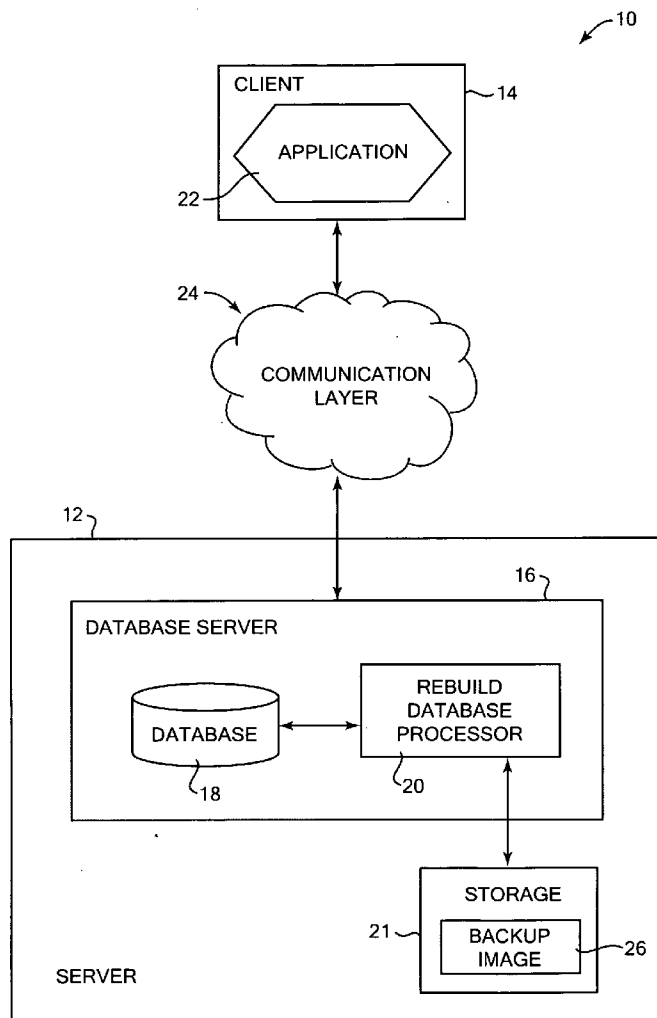 10
CLIENT
14
APPLICATION
22
24
COMMUNICATION
LAYER
12
16
DATABASE SERVER
REBUILD
DATABASE
PROCESSOR
DATABASE
18
20
STORAGE
21
BACKUP
IMAGE
26
SERVER